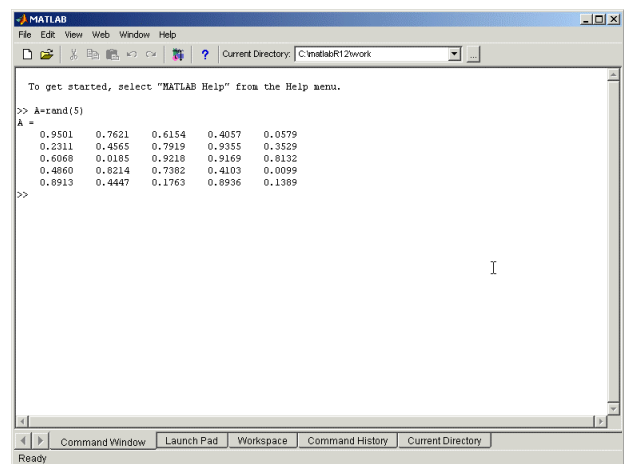 MATLAB
File Edit View Web Window Help
? Current Directory: C:\matlabR12\work ...
To get started, select "MATLAB Help" from the Help menu.
>> A=rand(5)
A =
0.9501 0.7621 0.6154 0.4057 0.0579
0.2311 0.4565 0.7919 0.9355 0.3529
0.6068 0.0185 0.9218 0.9169 0.8132
0.4860 0.8214 0.7382 0.4103 0.0099
0.8913 0.4447 0.1763 0.8936 0.1389
>>
Command Window Launch Pad Workspace Command History Current Directory
Ready